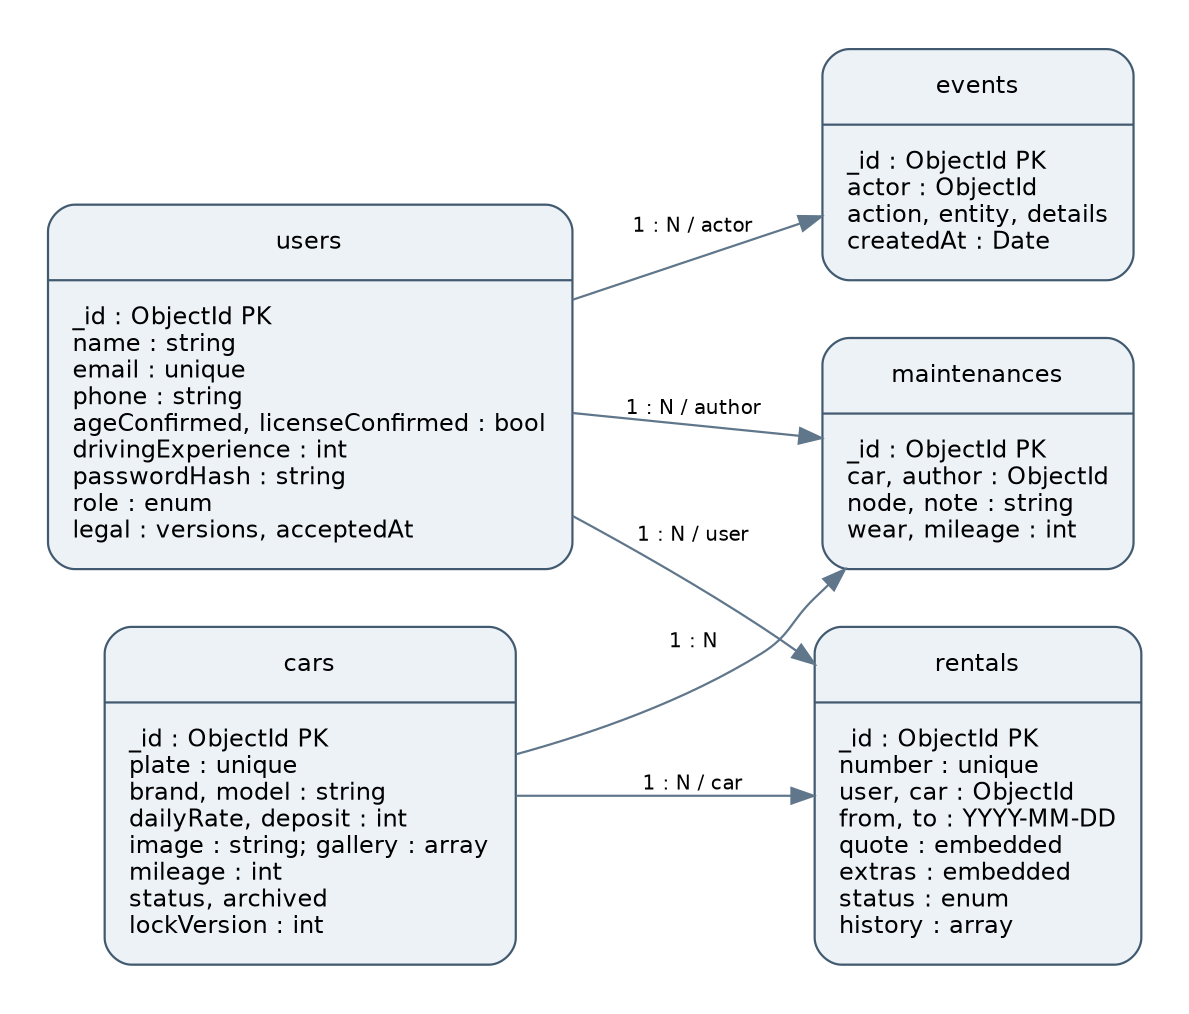 events
_id : ObjectId PK
actor : ObjectId
action, entity, details
createdAt : Date
users
_id : ObjectId PK
name : string
email : unique
phone : string
ageConfirmed, licenseConfirmed : bool
drivingExperience : int
passwordHash : string
role : enum
legal : versions, acceptedAt
1 : N / actor
1 : N / author
1 : N / user
maintenances
_id : ObjectId PK
car, author : ObjectId
node, note : string
wear, mileage : int
cars
_id : ObjectId PK
plate : unique
brand, model : string
dailyRate, deposit : int
image : string; gallery : array
mileage : int
status, archived
lockVersion : int
1 : N
1 : N / car
rentals
_id : ObjectId PK
number : unique
user, car : ObjectId
from, to : YYYY-MM-DD
quote : embedded
extras : embedded
status : enum
history : array